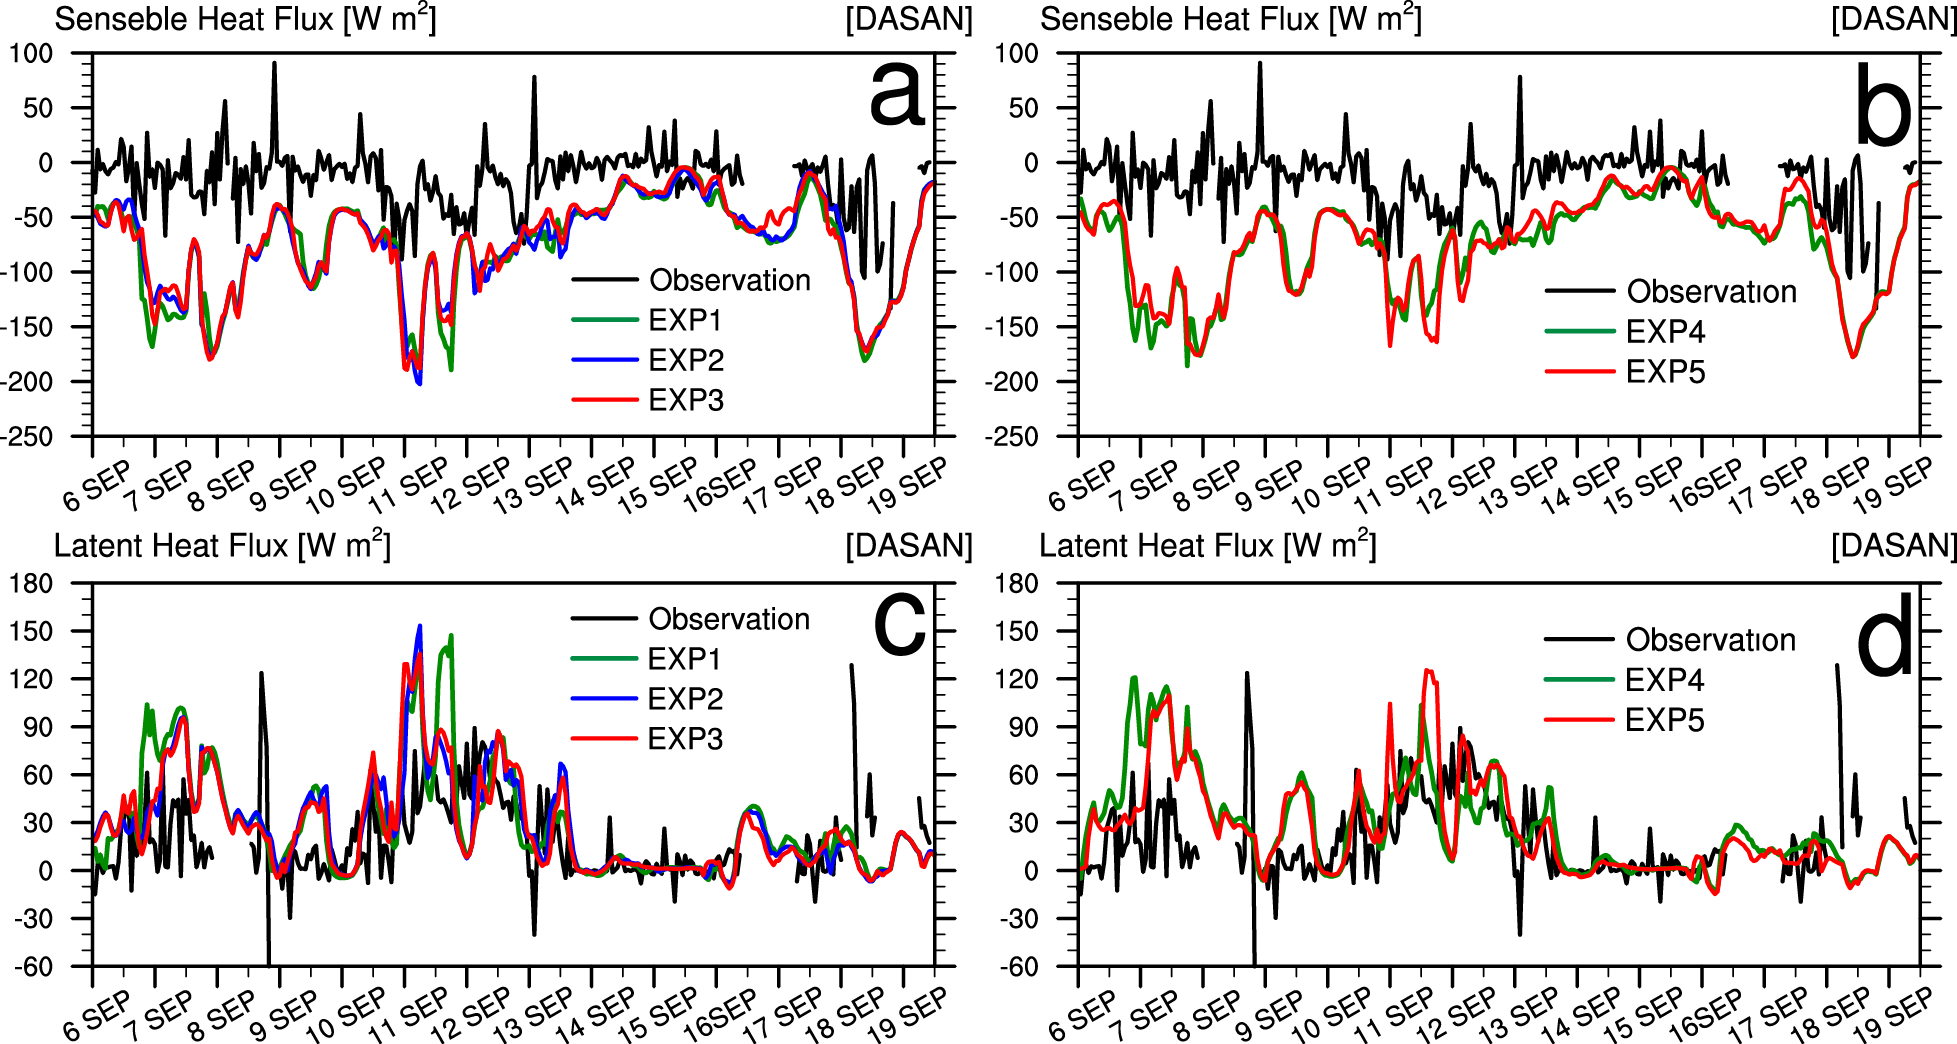 Senseble Heat Flux [W m²] [DASAN]
100
50
0
-50
-100
-150
-200
-250
a
Observation
EXP1
EXP2
EXP3
6 SEP 7 SEP 8 SEP 9 SEP 10 SEP 11 SEP 12 SEP 13 SEP 14 SEP 15 SEP 16SEP 17 SEP 18 SEP 19 SEP
Senseble Heat Flux [W m²] [DASAN]
100
50
0
-50
-100
-150
-200
-250
b
Observation
EXP4
EXP5
6 SEP 7 SEP 8 SEP 9 SEP 10 SEP 11 SEP 12 SEP 13 SEP 14 SEP 15 SEP 16SEP 17 SEP 18 SEP 19 SEP
Latent Heat Flux [W m²] [DASAN]
180
150
120
90
60
30
0
-30
-60
c
Observation
EXP1
EXP2
EXP3
6 SEP 7 SEP 8 SEP 9 SEP 10 SEP 11 SEP 12 SEP 13 SEP 14 SEP 15 SEP 16SEP 17 SEP 18 SEP 19 SEP
Latent Heat Flux [W m²] [DASAN]
180
150
120
90
60
30
0
-30
-60
d
Observation
EXP4
EXP5
6 SEP 7 SEP 8 SEP 9 SEP 10 SEP 11 SEP 12 SEP 13 SEP 14 SEP 15 SEP 16SEP 17 SEP 18 SEP 19 SEP